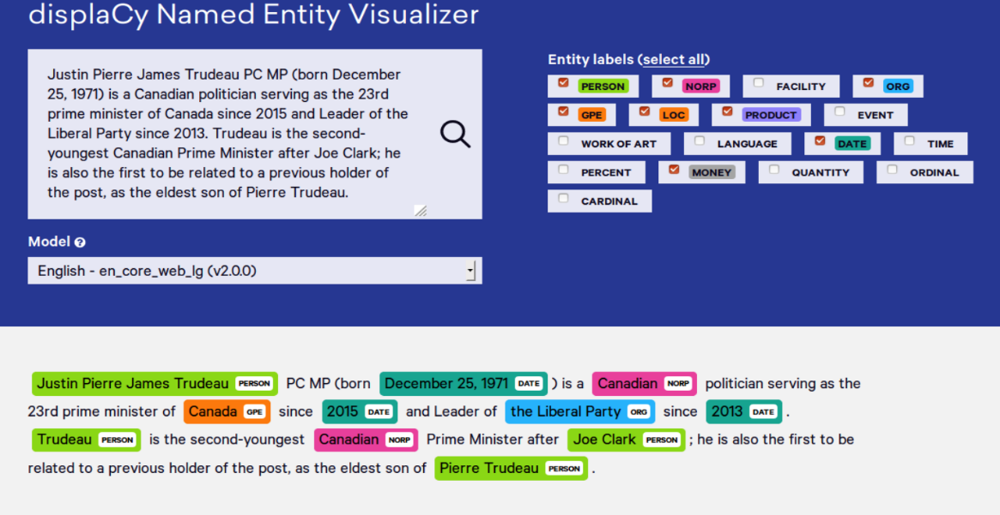 displaCy Named Entity Visualizer
Justin Pierre James Trudeau PC MP (born December
25, 1971) is a Canadian politician serving as the 23rd
prime minister of Canada since 2015 and Leader of the
Liberal Party since 2013. Trudeau is the second-
youngest Canadian Prime Minister after Joe Clark; he
is also the first to be related to a previous holder of
the post, as the eldest son of Pierre Trudeau.
Model ?
English - en_core_web_lg (v2.0.0)
Entity labels (select all)
PERSON NORP FACILITY ORG
GPE LOC PRODUCT EVENT
WORK OF ART LANGUAGE DATE TIME
PERCENT MONEY QUANTITY ORDINAL
CARDINAL
Justin Pierre James Trudeau PERSON PC MP (born December 25, 1971 DATE ) is a Canadian NORP politician serving as the
23rd prime minister of Canada GPE since 2015 DATE and Leader of the Liberal Party ORG since 2013 DATE .
Trudeau PERSON is the second-youngest Canadian NORP Prime Minister after Joe Clark PERSON ; he is also the first to be
related to a previous holder of the post, as the eldest son of Pierre Trudeau PERSON .